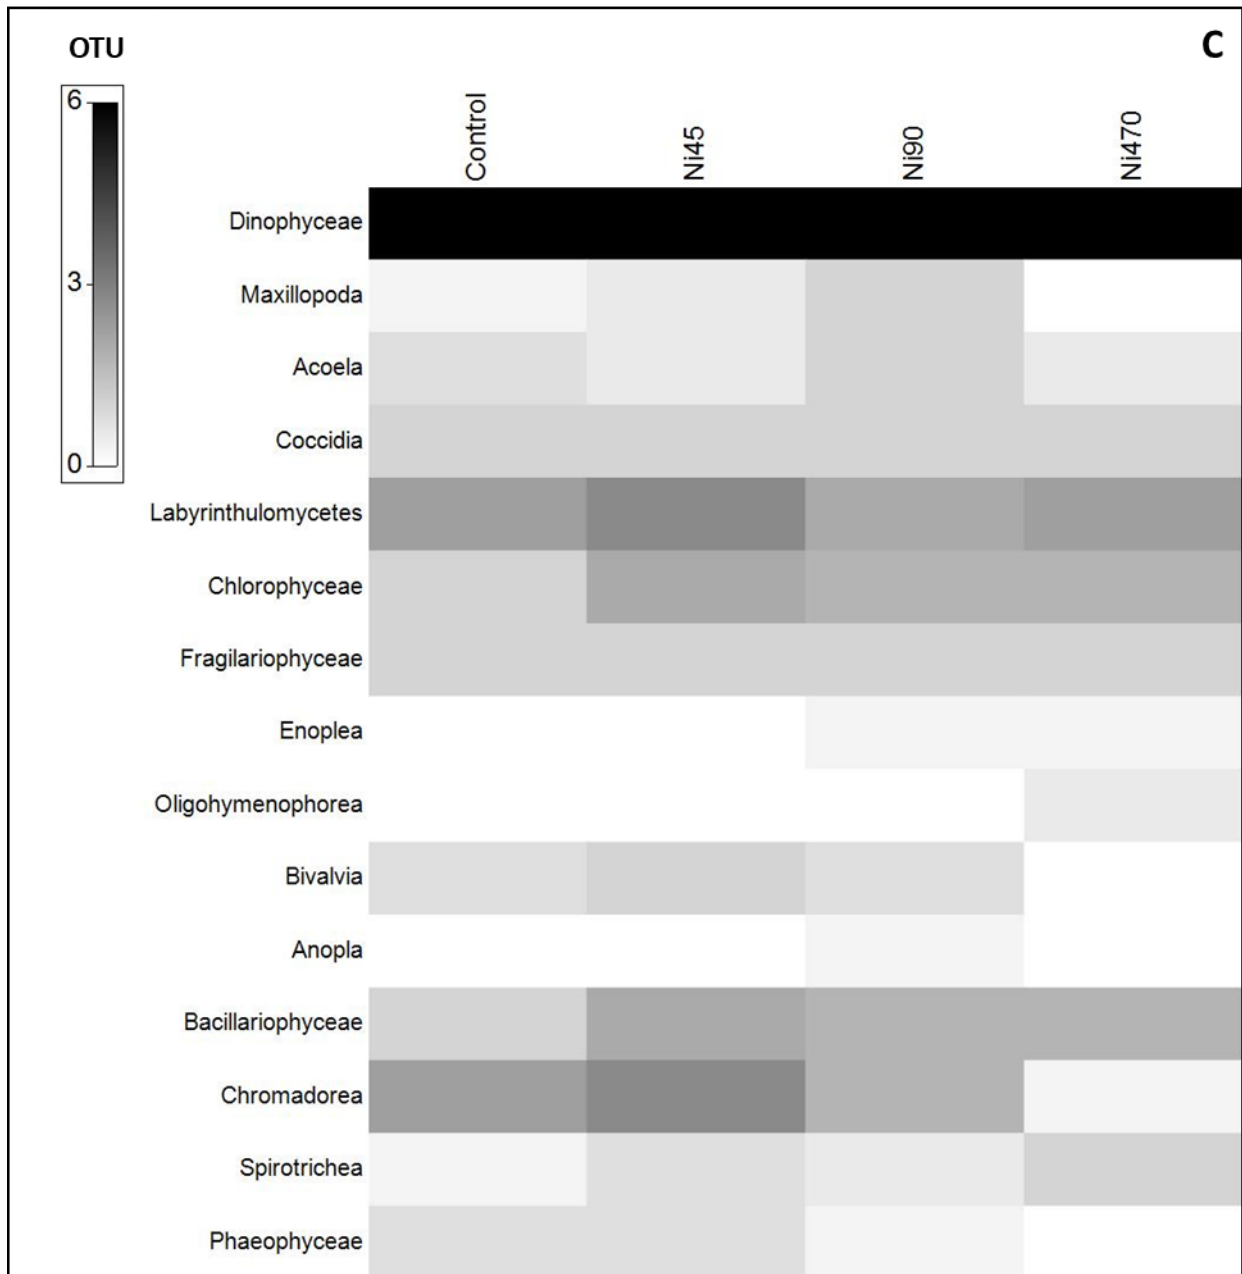 OTU
C
6
3
0
Control
Ni45
Ni90
Ni470
Dinophyceae
Maxillopoda
Acoela
Coccidia
Labyrinthulomycetes
Chlorophyceae
Fragilariophyceae
Enoplea
Oligohymenophorea
Bivalvia
Anopla
Bacillariophyceae
Chromadorea
Spirotrichea
Phaeophyceae